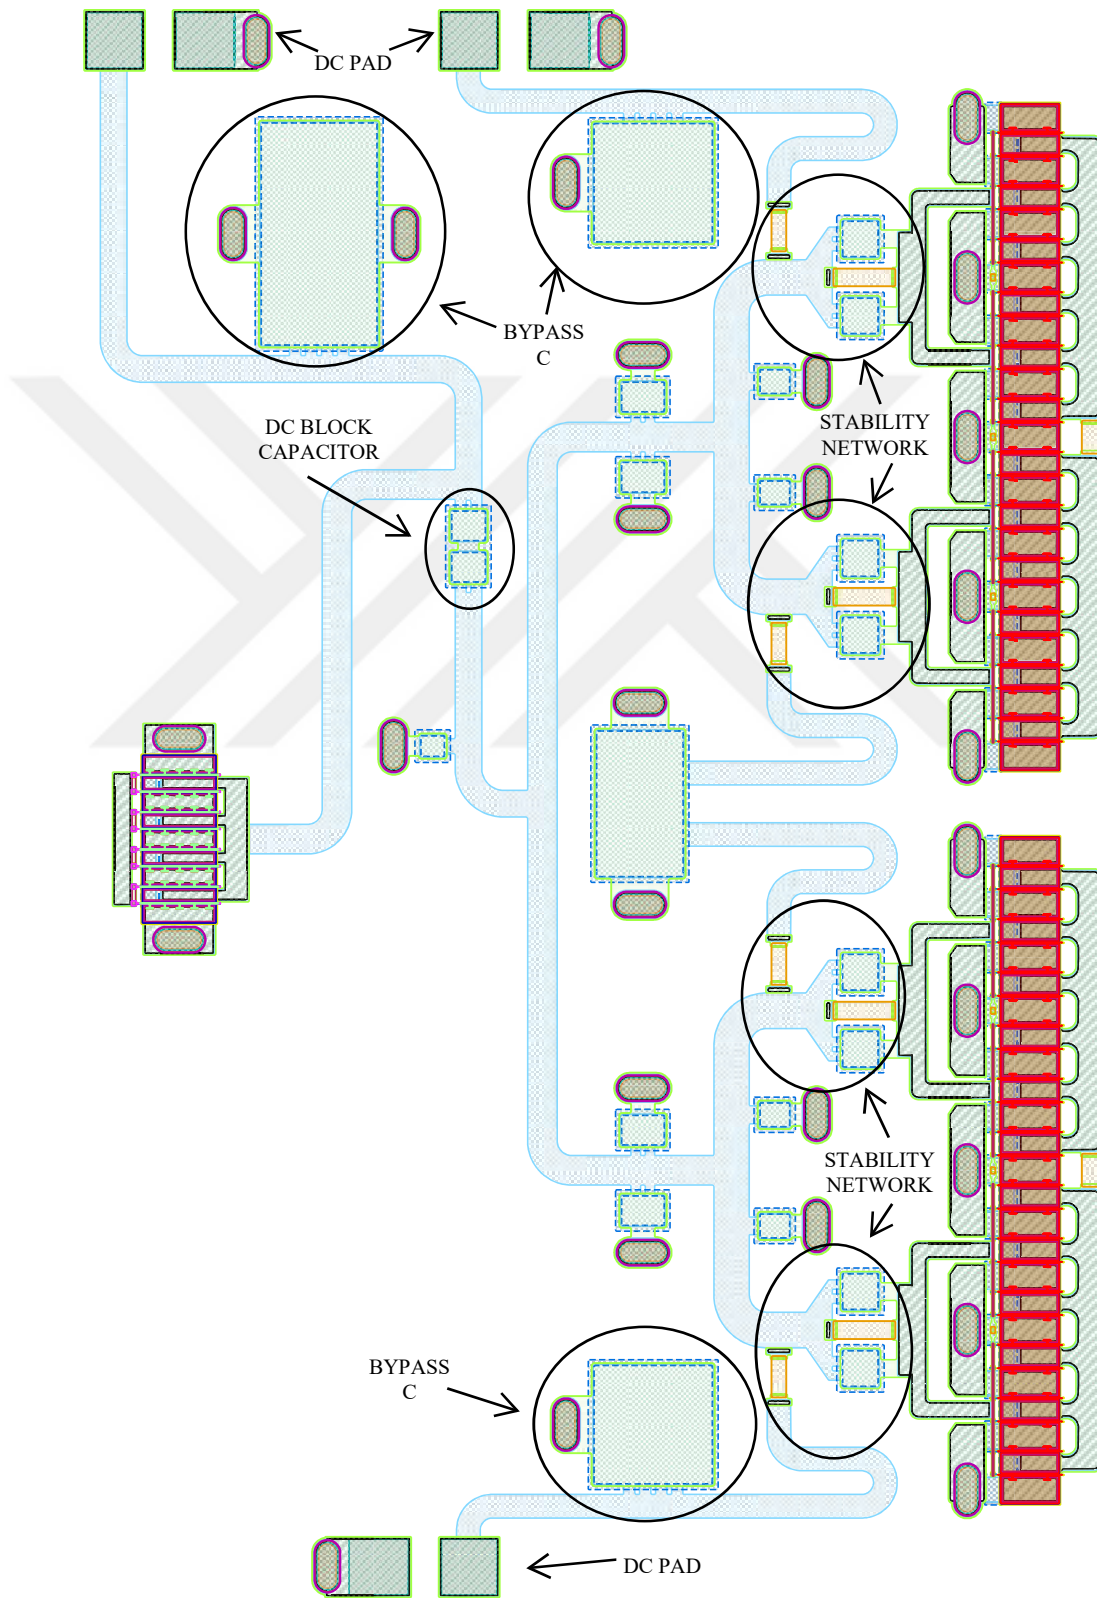 DC PAD
BYPASS
C
DC BLOCK
CAPACITOR
STABILITY
NETWORK
STABILITY
NETWORK
BYPASS
C
DC PAD